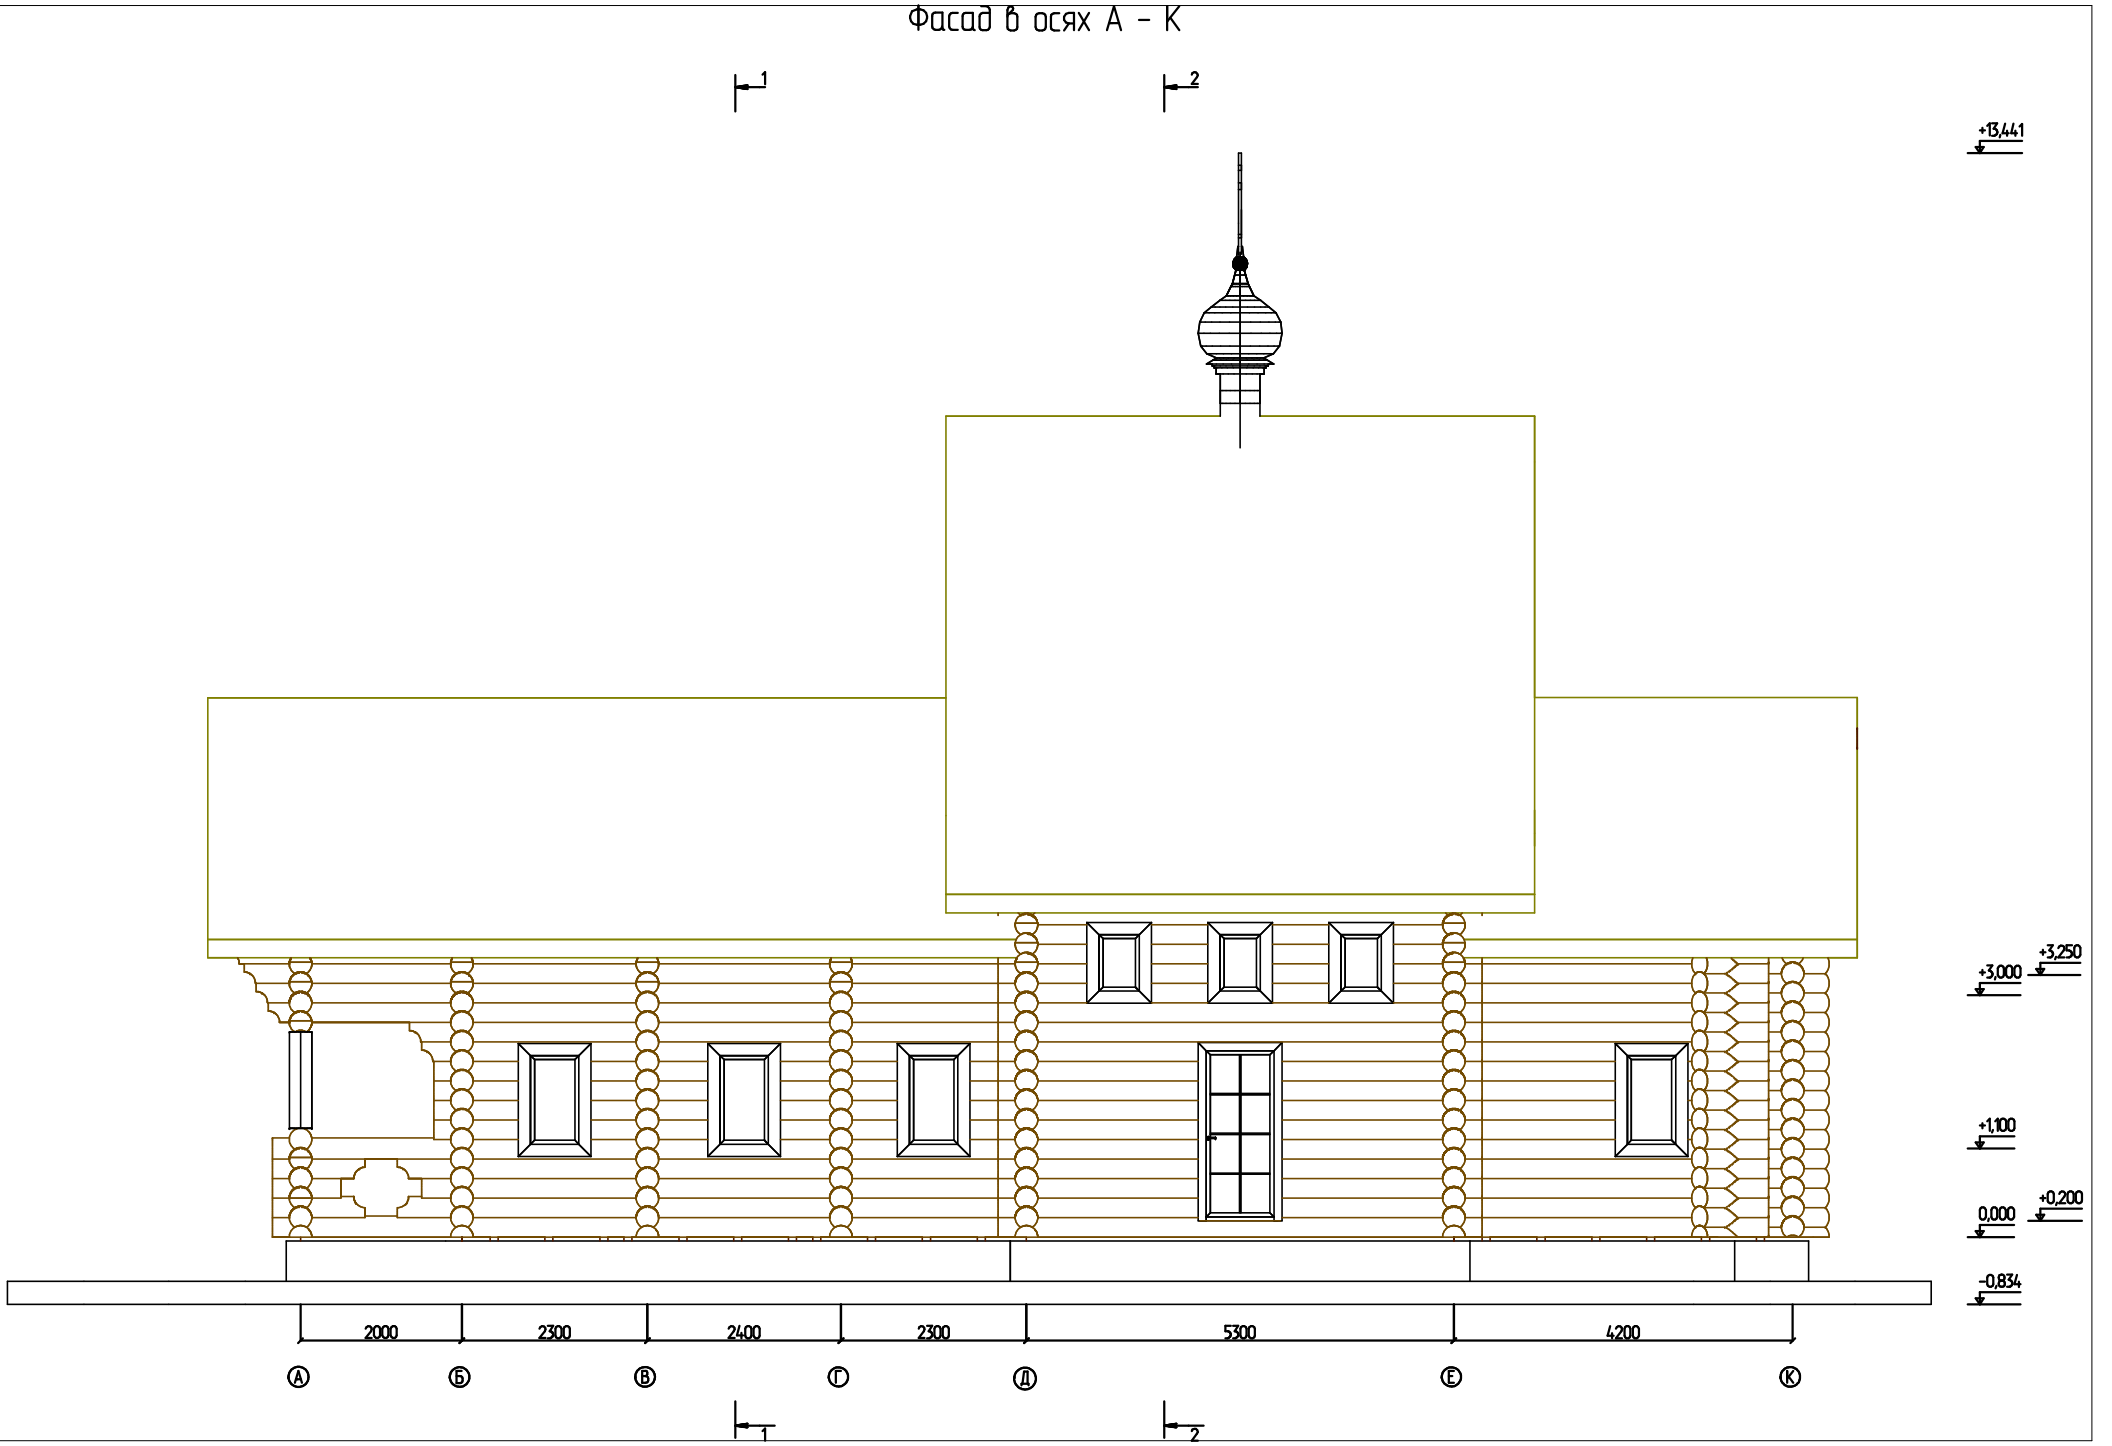 Фасад в осях А - К
1
2
+13,441
+3,250
+3,000
+1,100
+0,200
0,000
-0,834
2000
2300
2400
2300
5300
4200
А
Б
В
Г
Д
Е
К
1
2